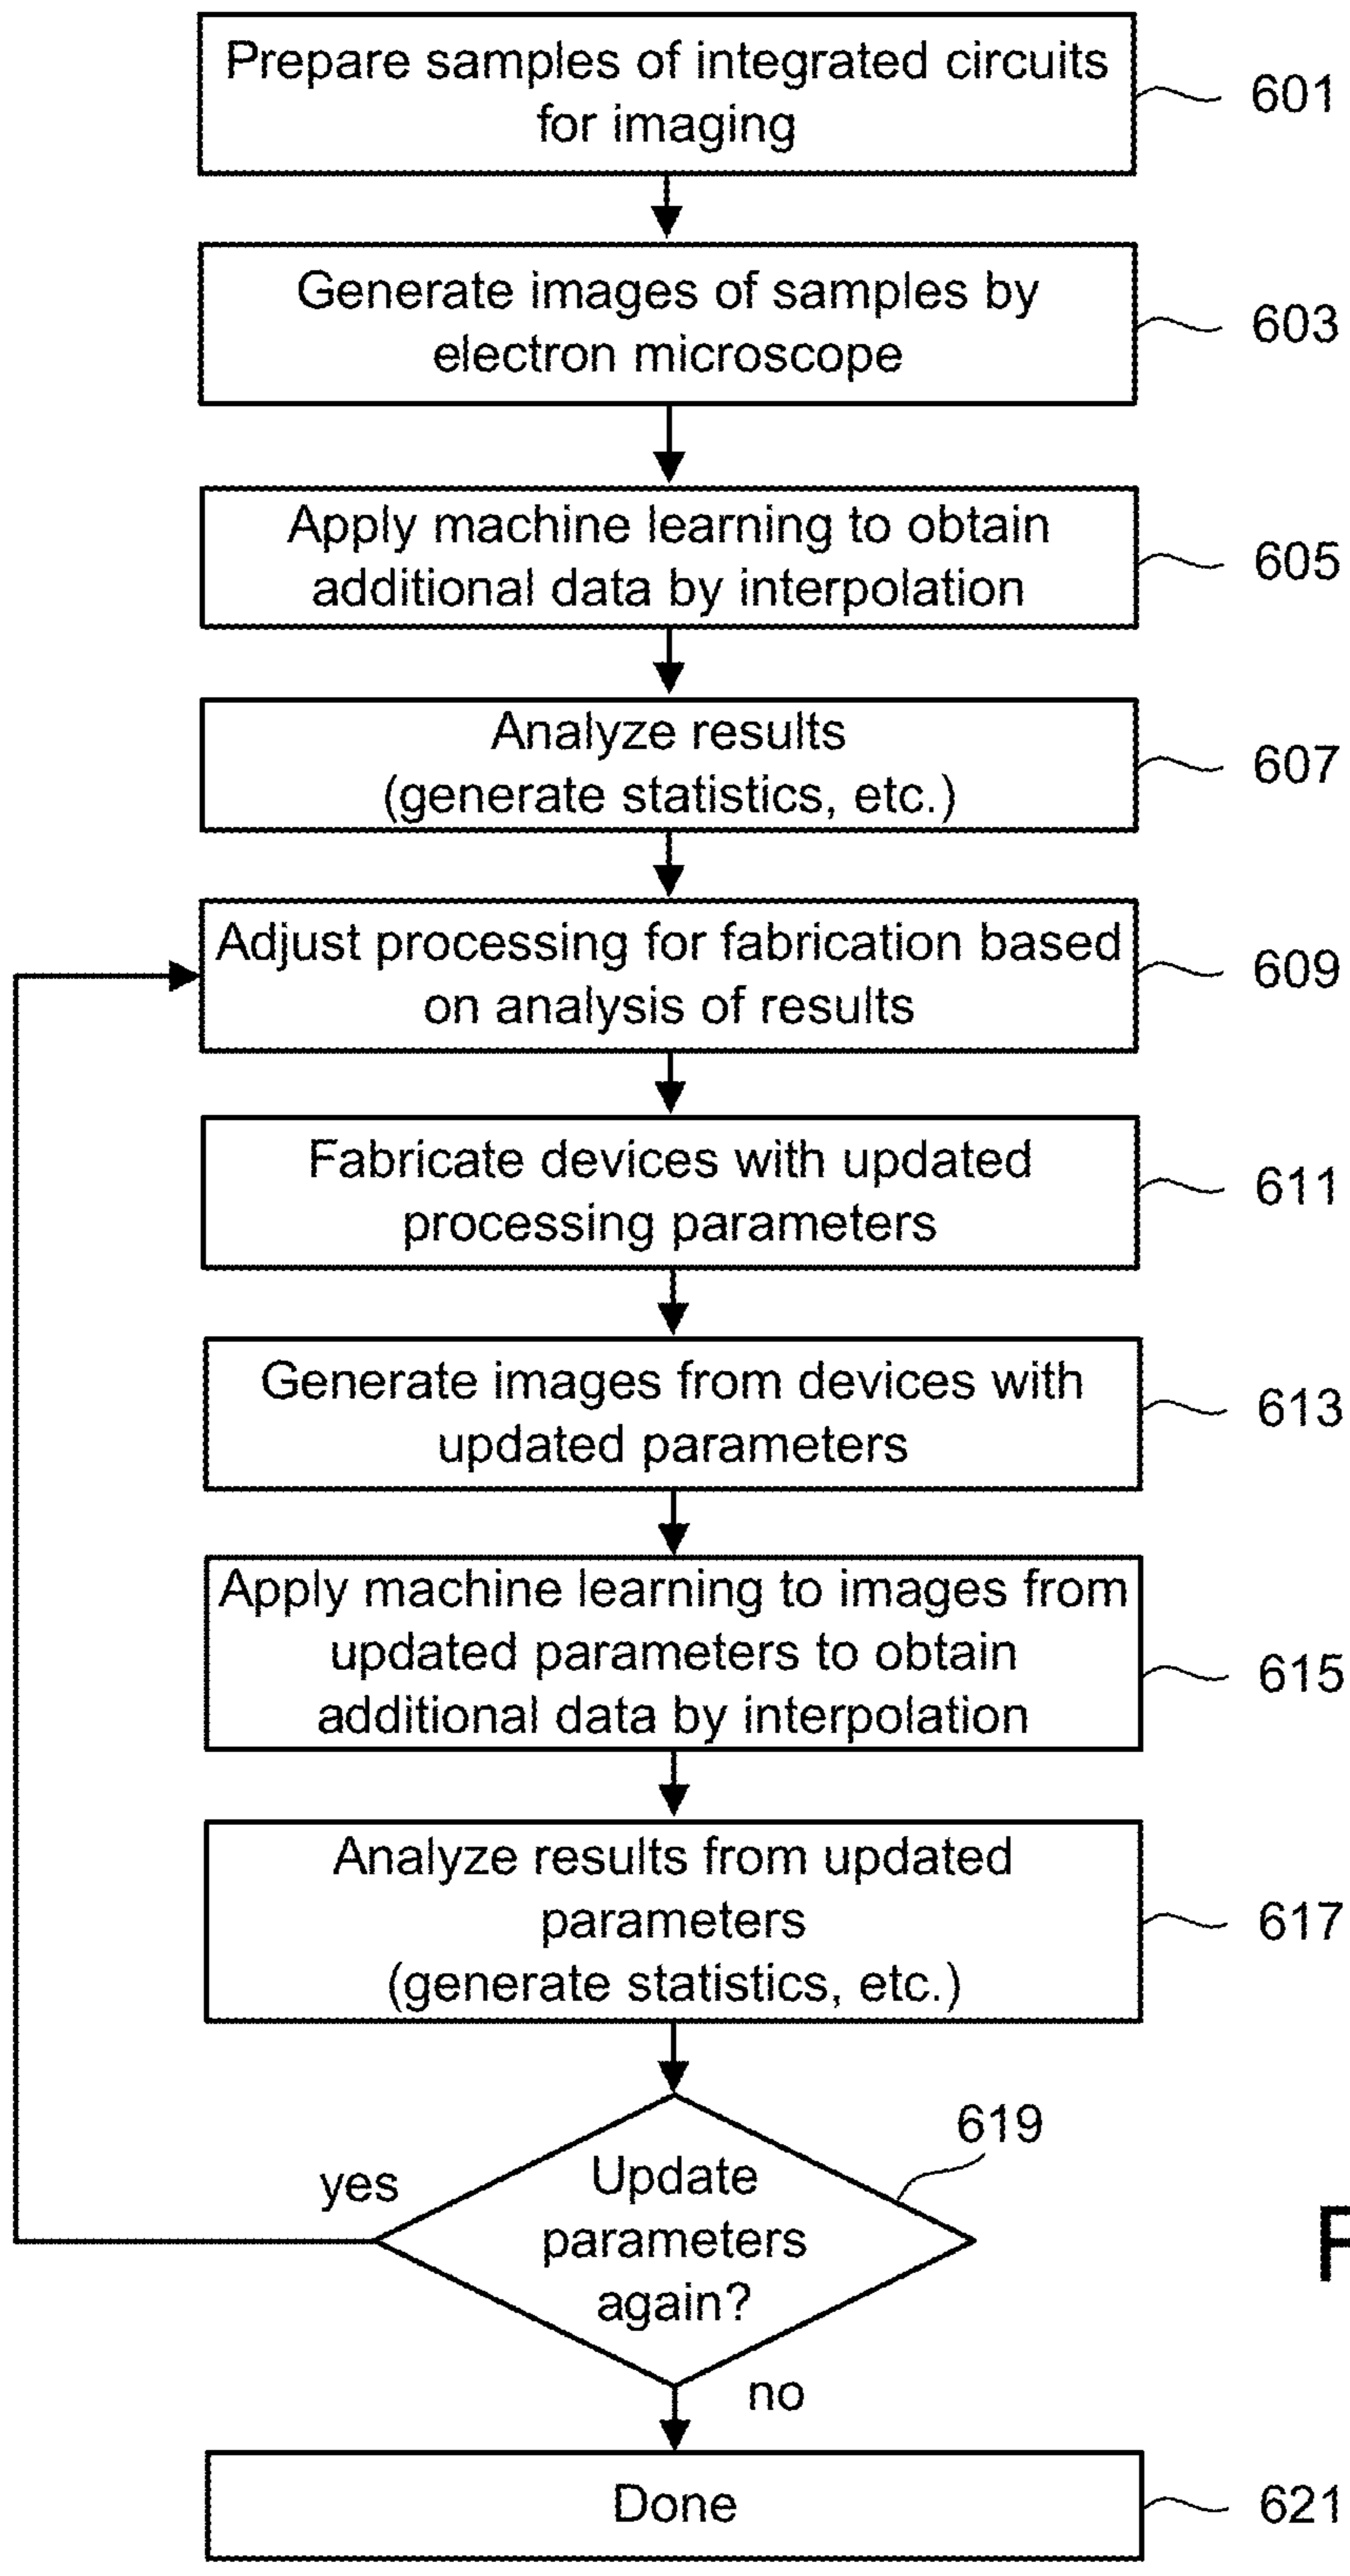 Prepare samples of integrated circuits
for imaging
601
Generate images of samples by
electron microscope
603
Apply machine learning to obtain
additional data by interpolation
605
Analyze results
(generate statistics, etc.)
607
Adjust processing for fabrication based
on analysis of results
609
Fabricate devices with updated
processing parameters
611
Generate images from devices with
updated parameters
613
Apply machine learning to images from
updated parameters to obtain
additional data by interpolation
615
Analyze results from updated
parameters
(generate statistics, etc.)
617
619
yes
Update
parameters
again?
no
Done
621